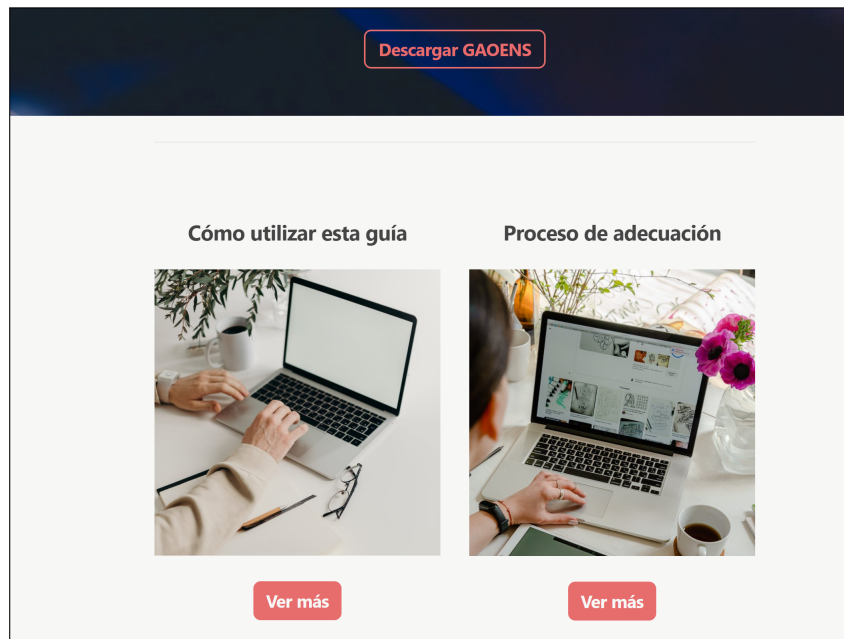 Descargar GAOENS
Cómo utilizar esta guía
Proceso de adecuación
Ver más
Ver más